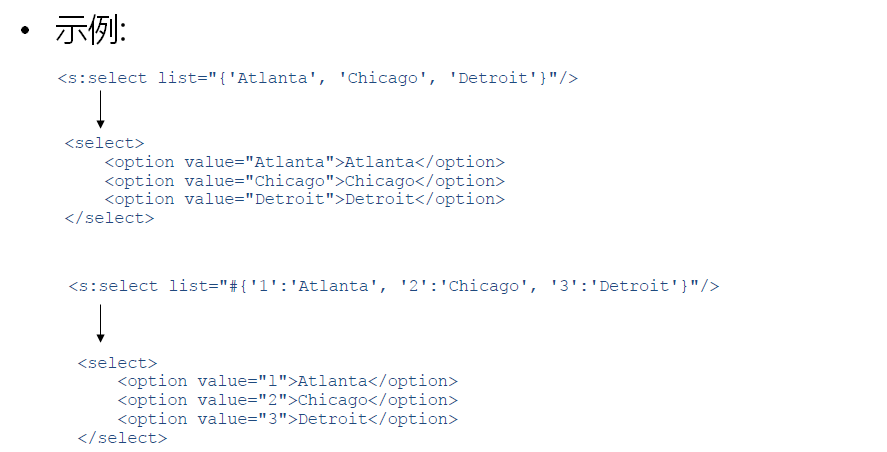 • 示例:
<s:select list="{'Atlanta', 'Chicago', 'Detroit'}"/>
<select>
    <option value="Atlanta">Atlanta</option>
    <option value="Chicago">Chicago</option>
    <option value="Detroit">Detroit</option>
</select>
<s:select list="#{'1':'Atlanta', '2':'Chicago', '3':'Detroit'}"/>
<select>
    <option value="1">Atlanta</option>
    <option value="2">Chicago</option>
    <option value="3">Detroit</option>
</select>